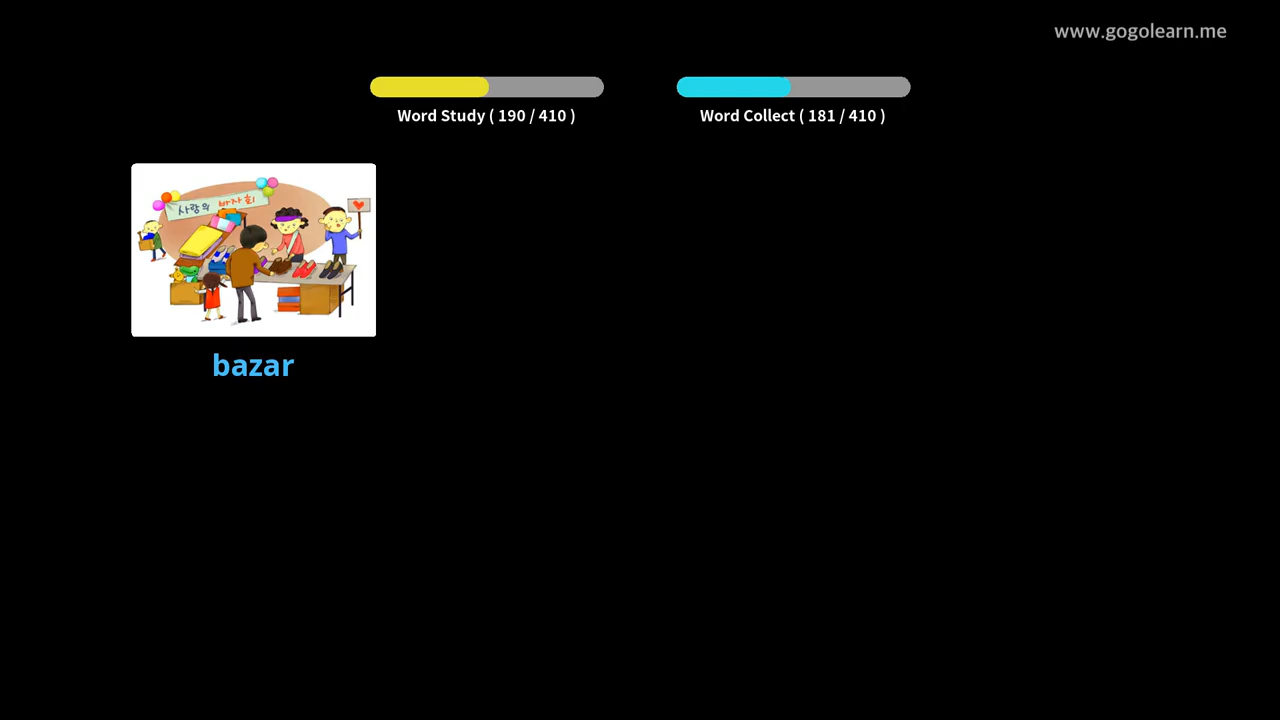 www.gogolearn.me
Word Study ( 190 / 410 )
Word Collect ( 181 / 410 )
사랑의 바자회
bazar